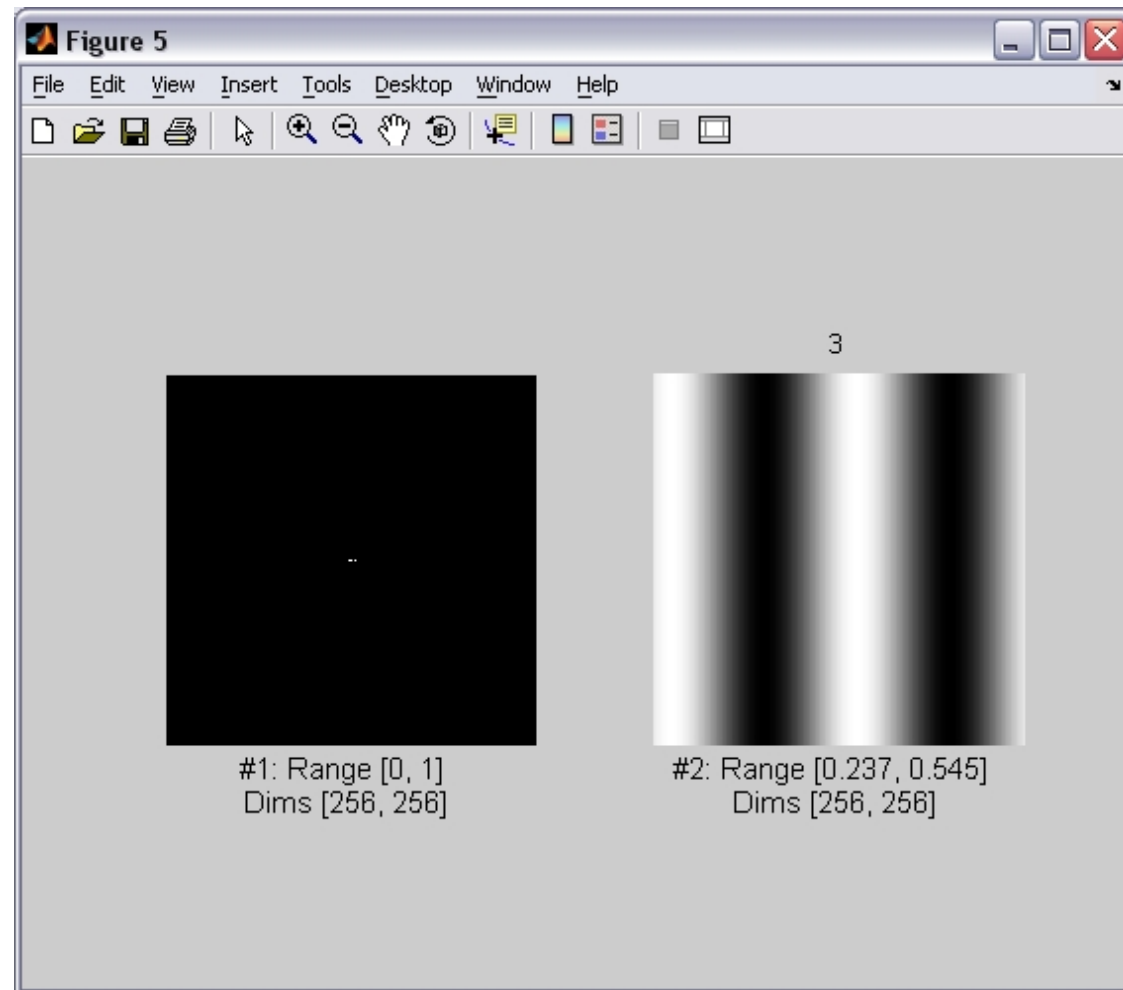 Figure 5
File Edit View Insert Tools Desktop Window Help
3
#1: Range [0, 1]
Dims [256, 256]
#2: Range [0.237, 0.545]
Dims [256, 256]